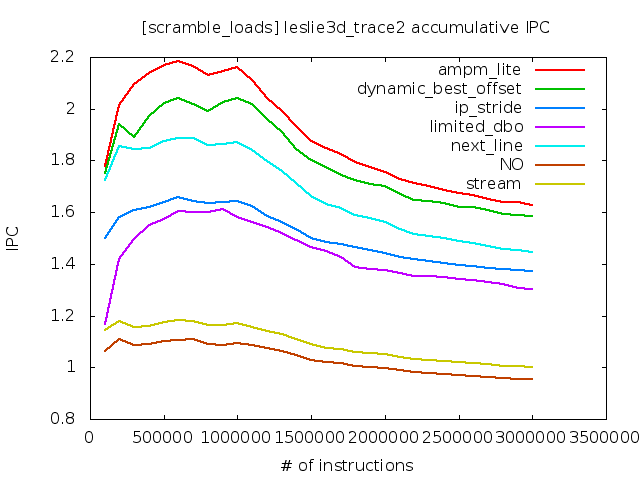 [scramble_loads] leslie3d_trace2 accumulative IPC
2.2
2
1.8
1.6
1.4
1.2
1
0.8
IPC
ampm_lite
dynamic_best_offset
ip_stride
limited_dbo
next_line
NO
stream
0 500000 1000000 1500000 2000000 2500000 3000000 3500000
# of instructions